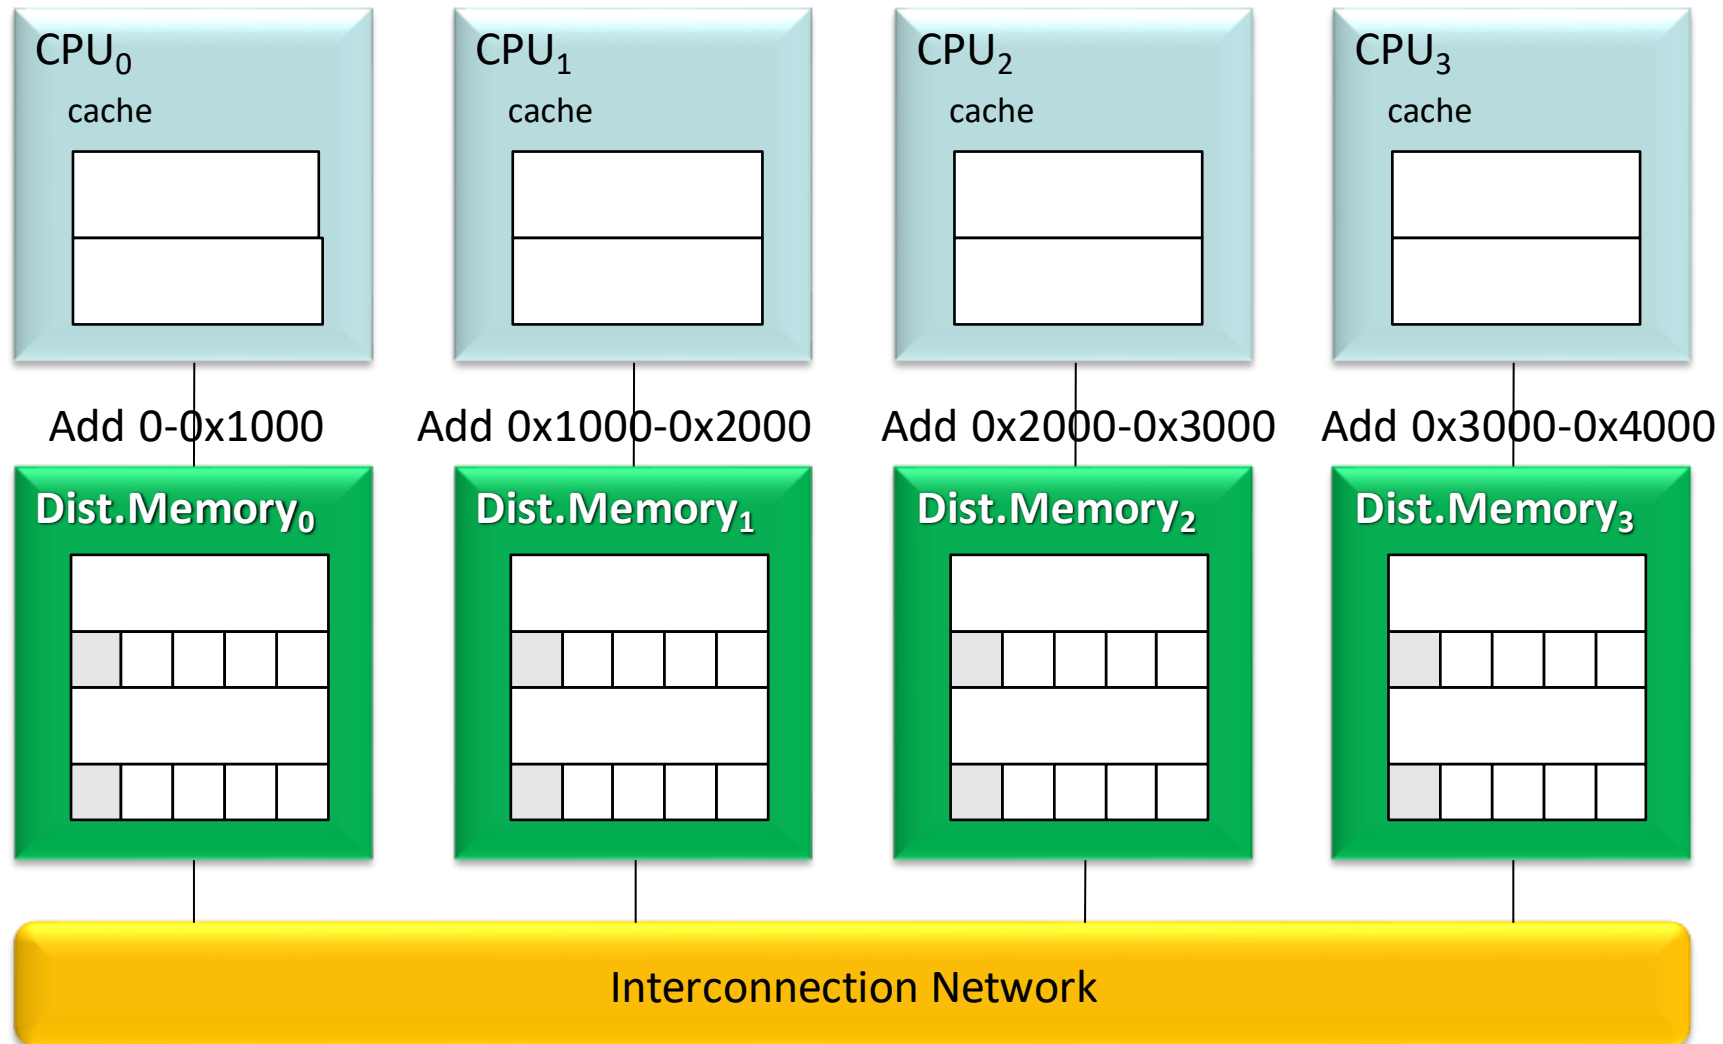 CPU₀
cache
CPU₁
cache
CPU₂
cache
CPU₃
cache
Add 0-0x1000
Add 0x1000-0x2000
Add 0x2000-0x3000
Add 0x3000-0x4000
Dist.Memory₀
Dist.Memory₁
Dist.Memory₂
Dist.Memory₃
Interconnection Network